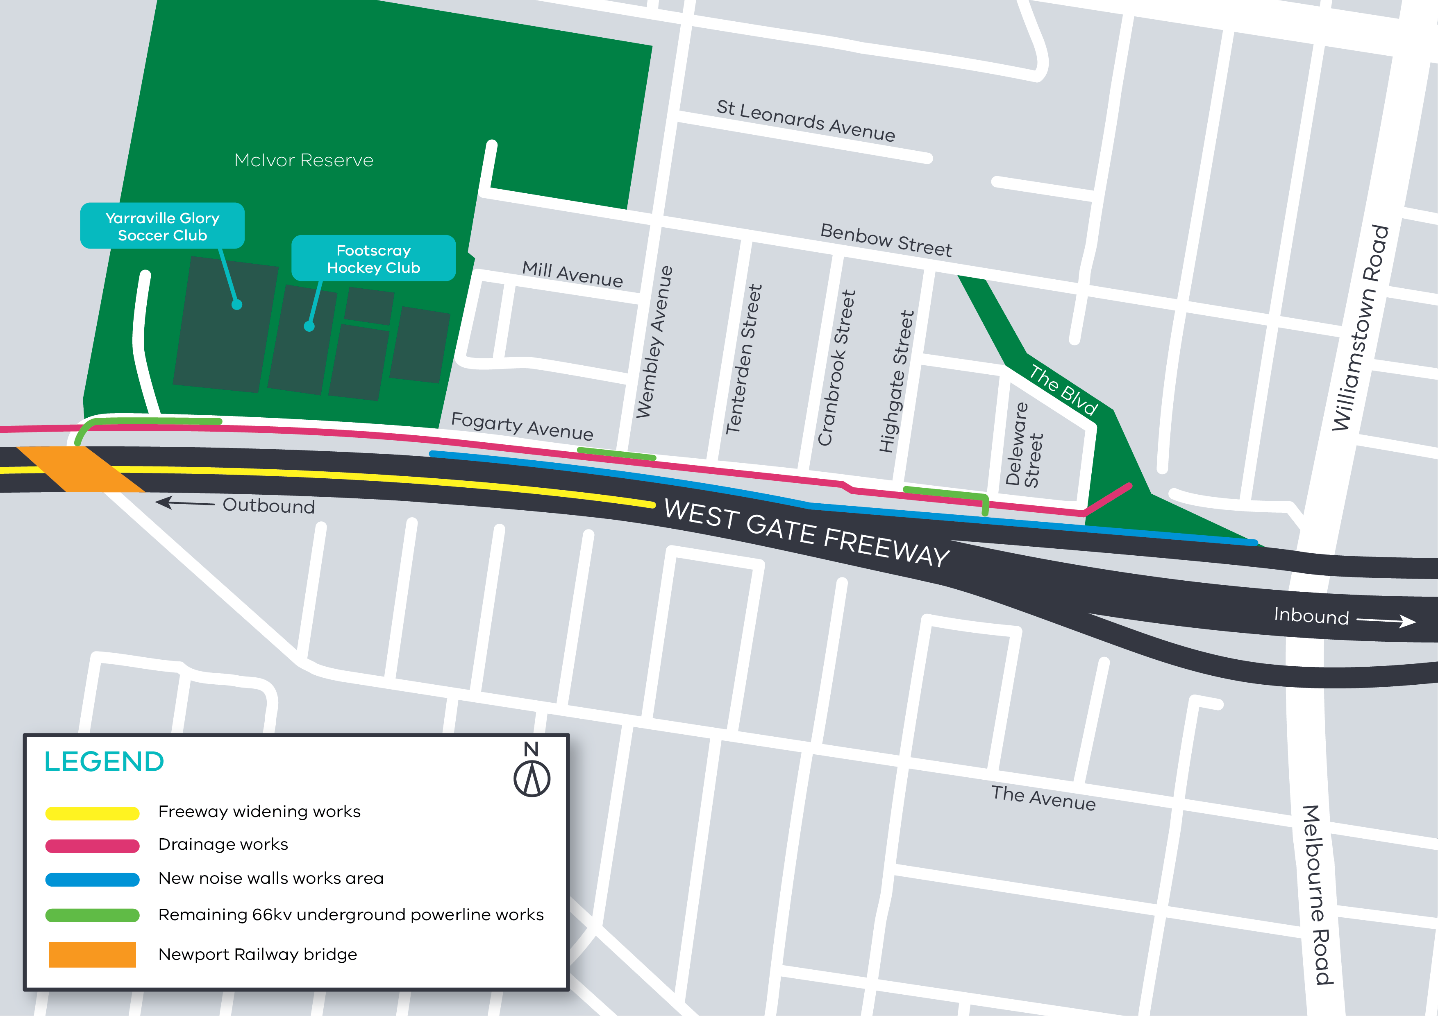 St Leonards Avenue
McIvor Reserve
Yarraville Glory
Soccer Club
Footscray
Hockey Club
Benbow Street
Mill Avenue
Wembley Avenue
Tenterden Street
Cranbrook Street
Highgate Street
The Blvd
Deleware
Street
Williamstown Road
Fogarty Avenue
Outbound
WEST GATE FREEWAY
Inbound
The Avenue
Melbourne Road
LEGEND
N
Freeway widening works
Drainage works
New noise walls works area
Remaining 66kv underground powerline works
Newport Railway bridge